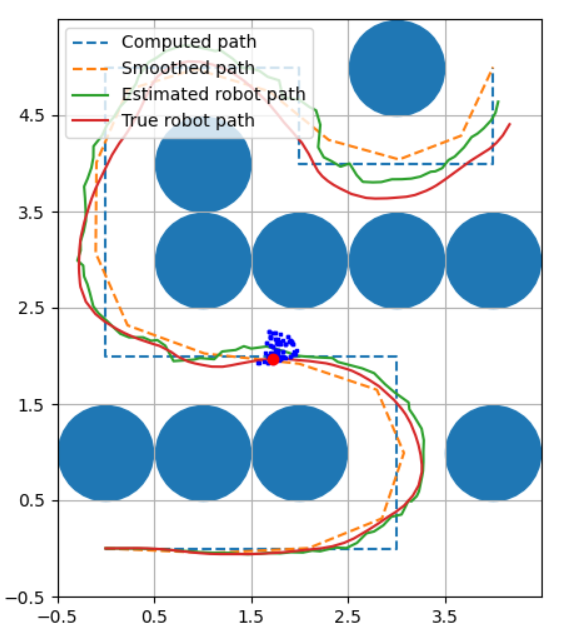 Computed path
Smoothed path
Estimated robot path
True robot path
4.5
3.5
2.5
1.5
0.5
−0.5
−0.5 0.5 1.5 2.5 3.5